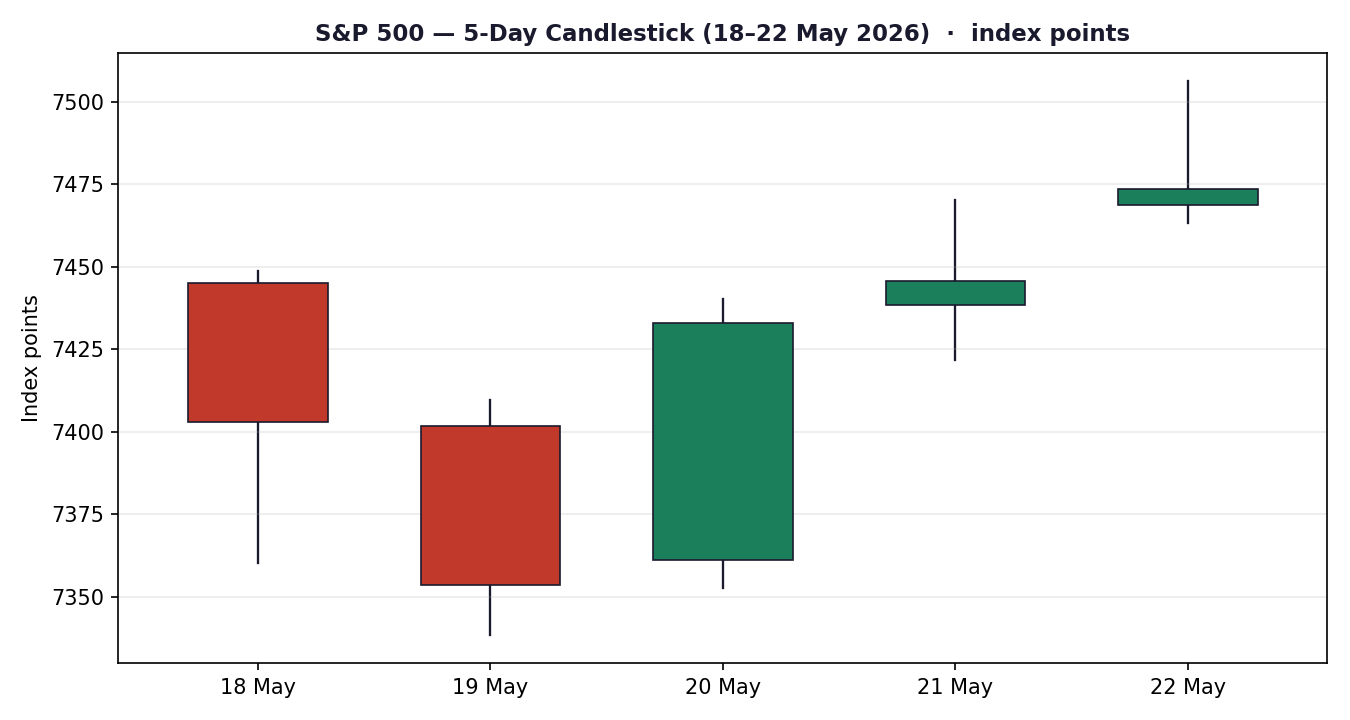 S&P 500 — 5-Day Candlestick (18–22 May 2026)  ·  index points
Index points
7500
7475
7450
7425
7400
7375
7350
18 May
19 May
20 May
21 May
22 May